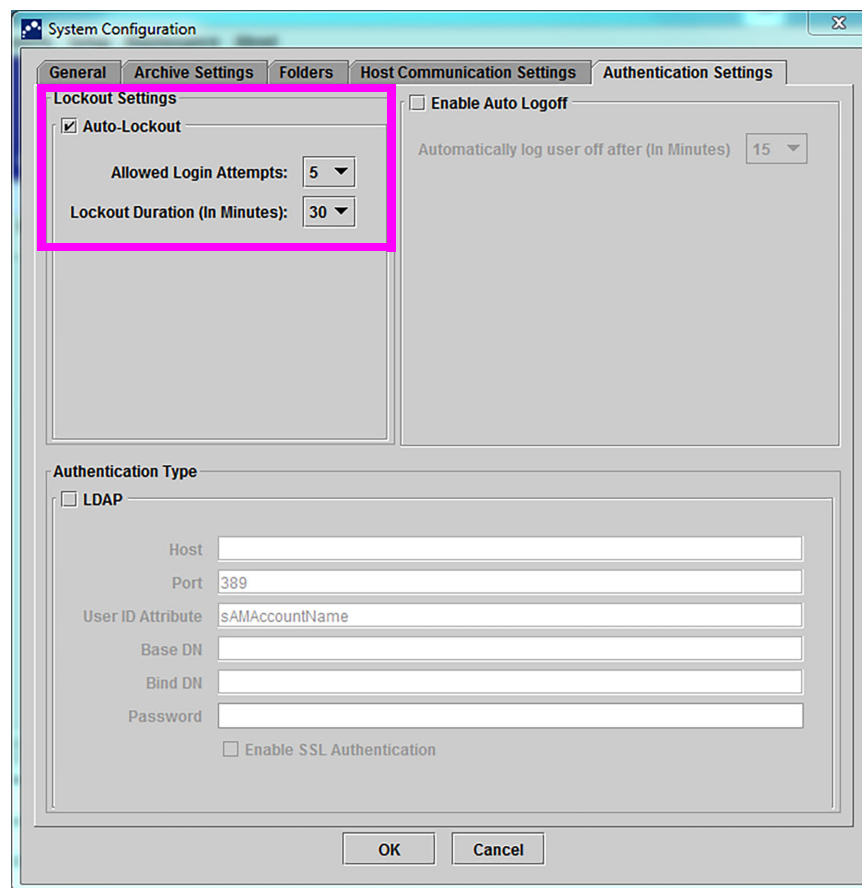 System Configuration
General Archive Settings Folders Host Communication Settings Authentication Settings
Lockout Settings
Auto-Lockout
Allowed Login Attempts: 5
Lockout Duration (In Minutes): 30
Enable Auto Logoff
Automatically log user off after (In Minutes) 15
Authentication Type
LDAP
Host
Port 389
User ID Attribute sAMAccountName
Base DN
Bind DN
Password
Enable SSL Authentication
OK Cancel